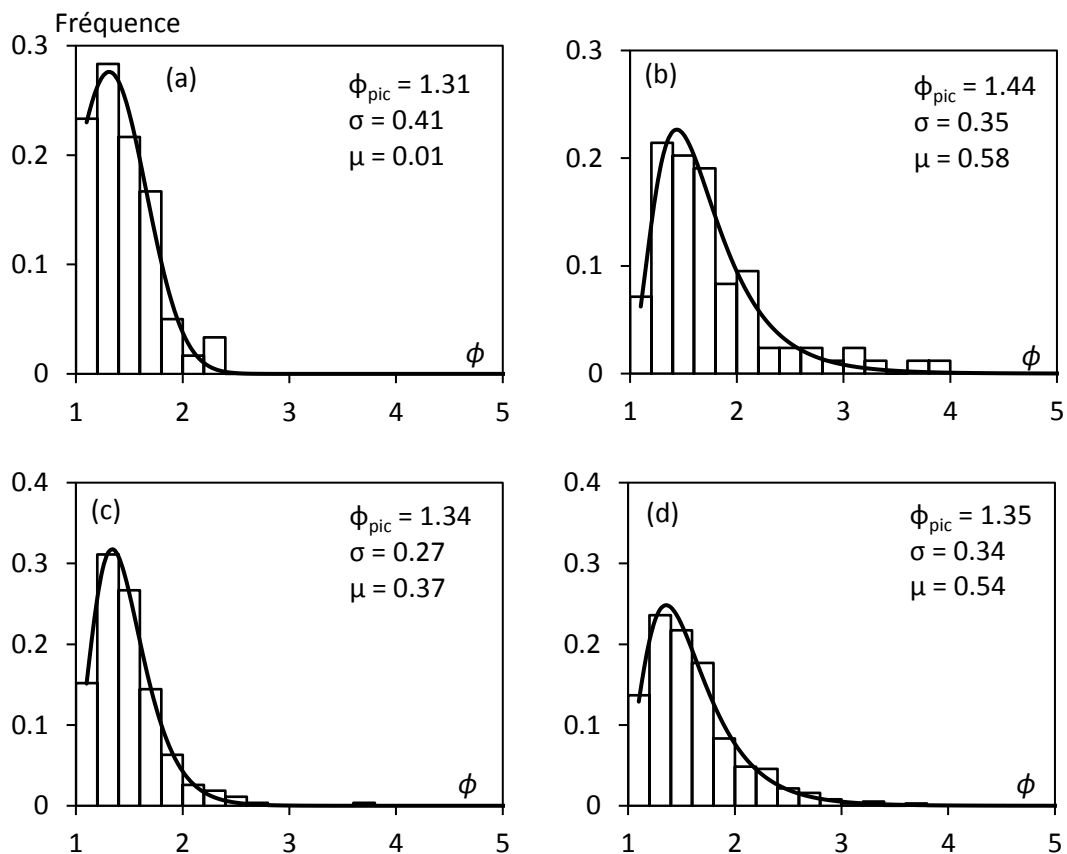 Fréquence
0.3
0.2
0.1
0
1 2 3 4 5
(a)
ϕpic = 1.31
σ = 0.41
μ = 0.01
ϕ
0.3
0.2
0.1
0
1 2 3 4 5
(b)
ϕpic = 1.44
σ = 0.35
μ = 0.58
ϕ
0.4
0.3
0.2
0.1
0
1 2 3 4 5
(c)
ϕpic = 1.34
σ = 0.27
μ = 0.37
ϕ
0.4
0.3
0.2
0.1
0
1 2 3 4 5
(d)
ϕpic = 1.35
σ = 0.34
μ = 0.54
ϕ